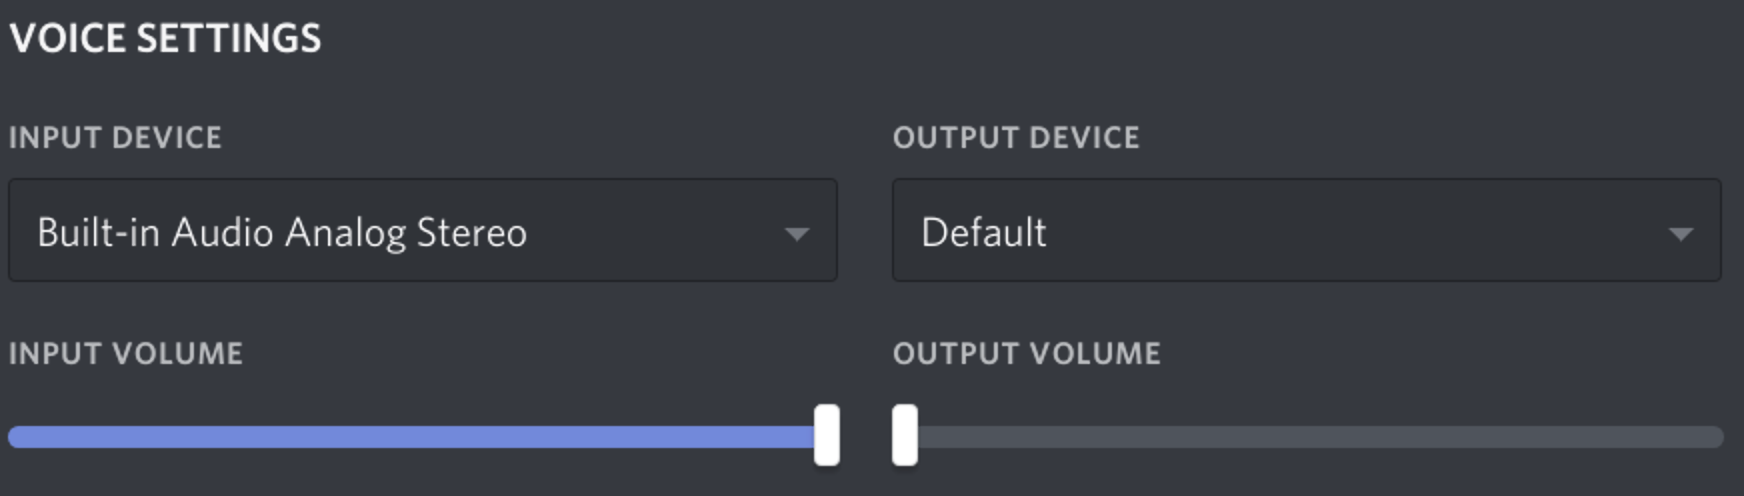 VOICE SETTINGS
INPUT DEVICE
OUTPUT DEVICE
Built-in Audio Analog Stereo
Default
INPUT VOLUME
OUTPUT VOLUME